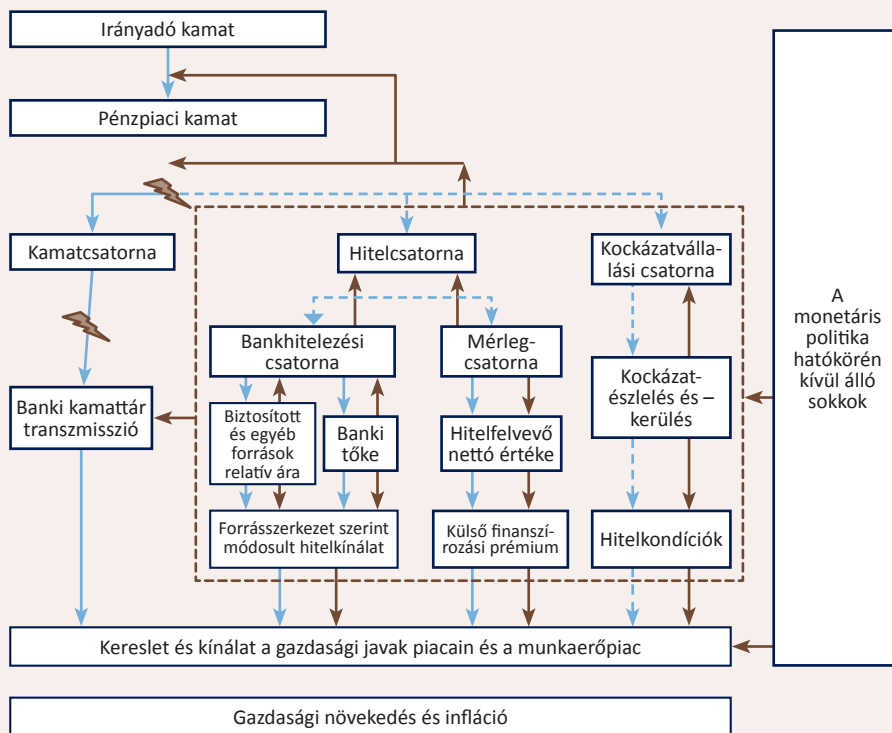 Irányadó kamat
Pénzpiaci kamat
Kamatcsatorna
Hitelcsatorna
Kockázatválla-
lási csatorna
A
monetáris
politika
hatókörén
kívül álló
sokkok
Bankhitelezési
csatorna
Mérleg-
csatorna
Kockázat-
észlelés és –
kerülés
Banki kamattár
transzmisszió
Biztosított
és egyéb
források
relatív ára
Banki
tőke
Hitelfelvevő
nettó értéke
Forrásszerkezet szerint
módosult hitelkínálat
Külső finanszí-
rozási prémium
Hitelkondíciók
Kereslet és kínálat a gazdasági javak piacain és a munkaerőpiac
Gazdasági növekedés és infláció